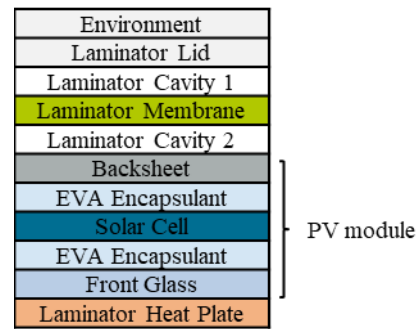 Environment
Laminator Lid
Laminator Cavity 1
Laminator Membrane
Laminator Cavity 2
Backsheet
EVA Encapsulant
Solar Cell
EVA Encapsulant
Front Glass
Laminator Heat Plate
PV module